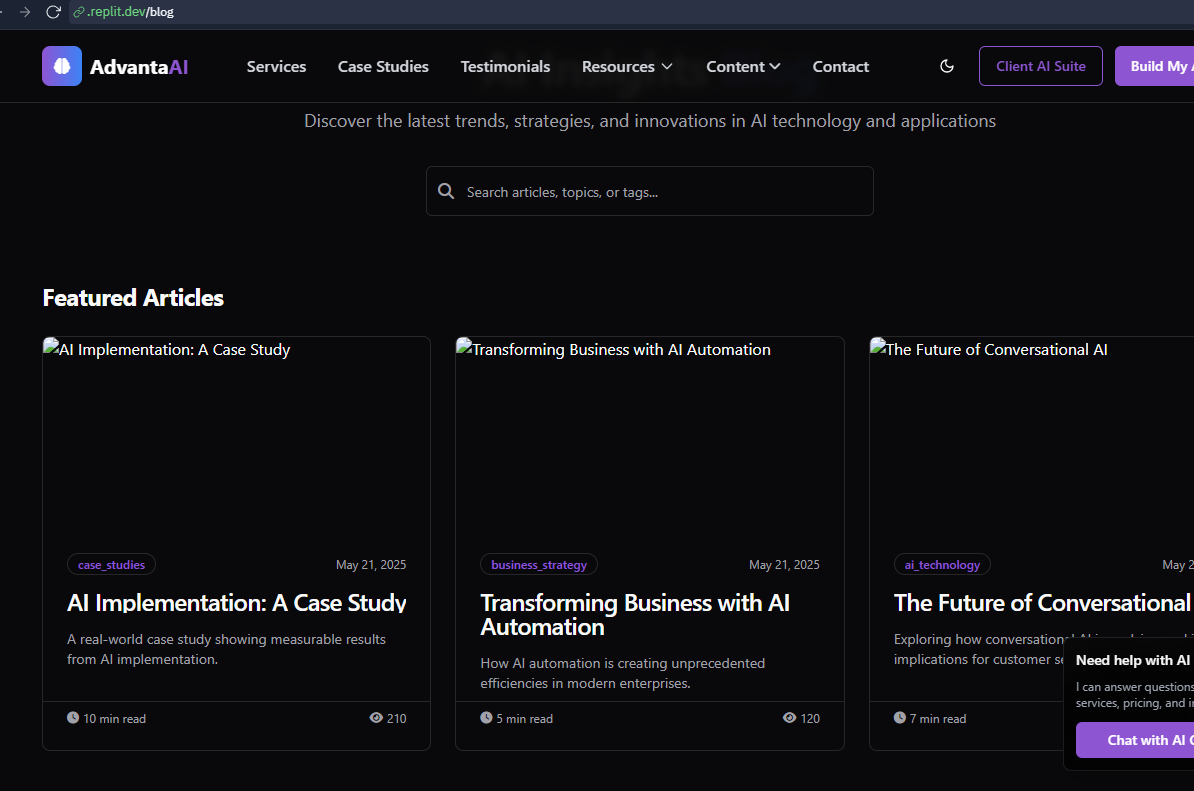 .replit.dev/blog
AdvantaAI
Services
Case Studies
Testimonials
Resources
Content
Contact
Client AI Suite
Build My
Discover the latest trends, strategies, and innovations in AI technology and applications
Search articles, topics, or tags...
Featured Articles
AI Implementation: A Case Study
case_studies
May 21, 2025
AI Implementation: A Case Study
A real-world case study showing measurable results
from AI implementation.
10 min read
210
Transforming Business with AI Automation
business_strategy
May 21, 2025
Transforming Business with AI
Automation
How AI automation is creating unprecedented
efficiencies in modern enterprises.
5 min read
120
The Future of Conversational AI
ai_technology
May 2
The Future of Conversational
Exploring how conversational AI is
implications for customer
7 min read
Need help with AI
I can answer questions
services, pricing, and
Chat with AI